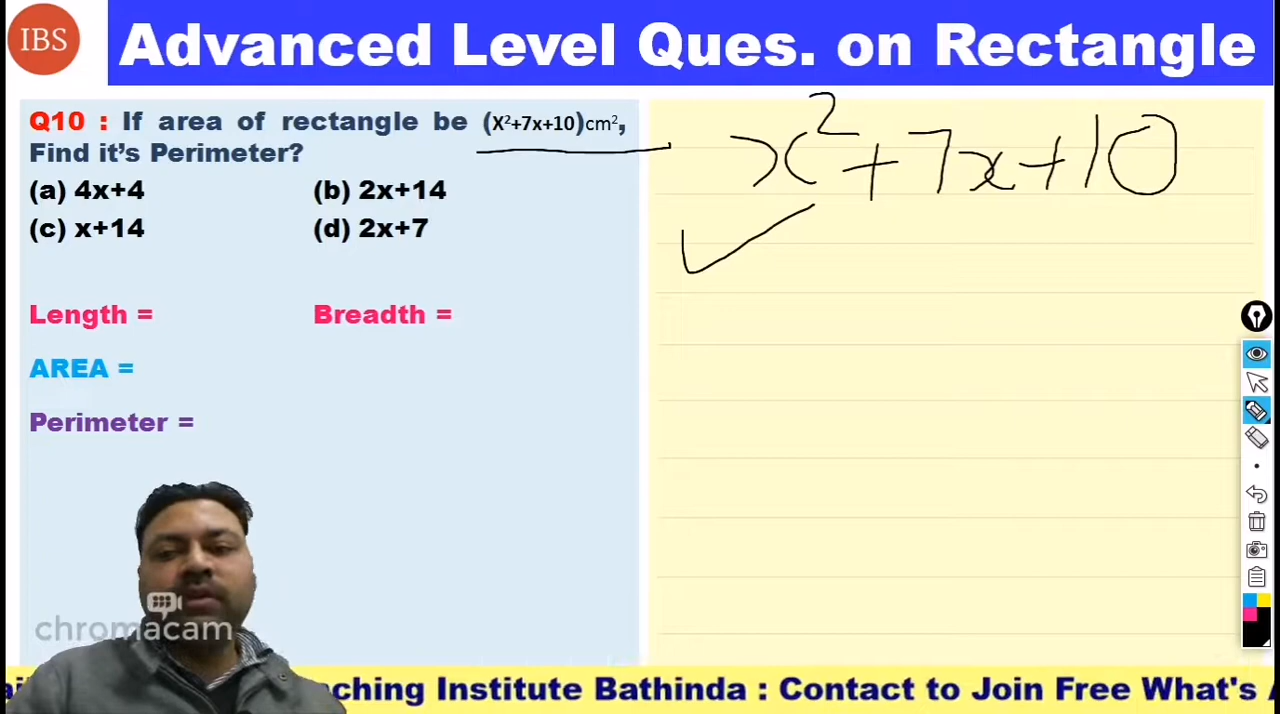 IBS
Advanced Level Ques. on Rectangle
Q10 : If area of rectangle be (X²+7x+10)cm²,
Find it’s Perimeter?
(a) 4x+4 (b) 2x+14
(c) x+14 (d) 2x+7
Length = Breadth =
AREA =
Perimeter =
x²+7x+10
chromacam
ching Institute Bathinda : Contact to Join Free What's